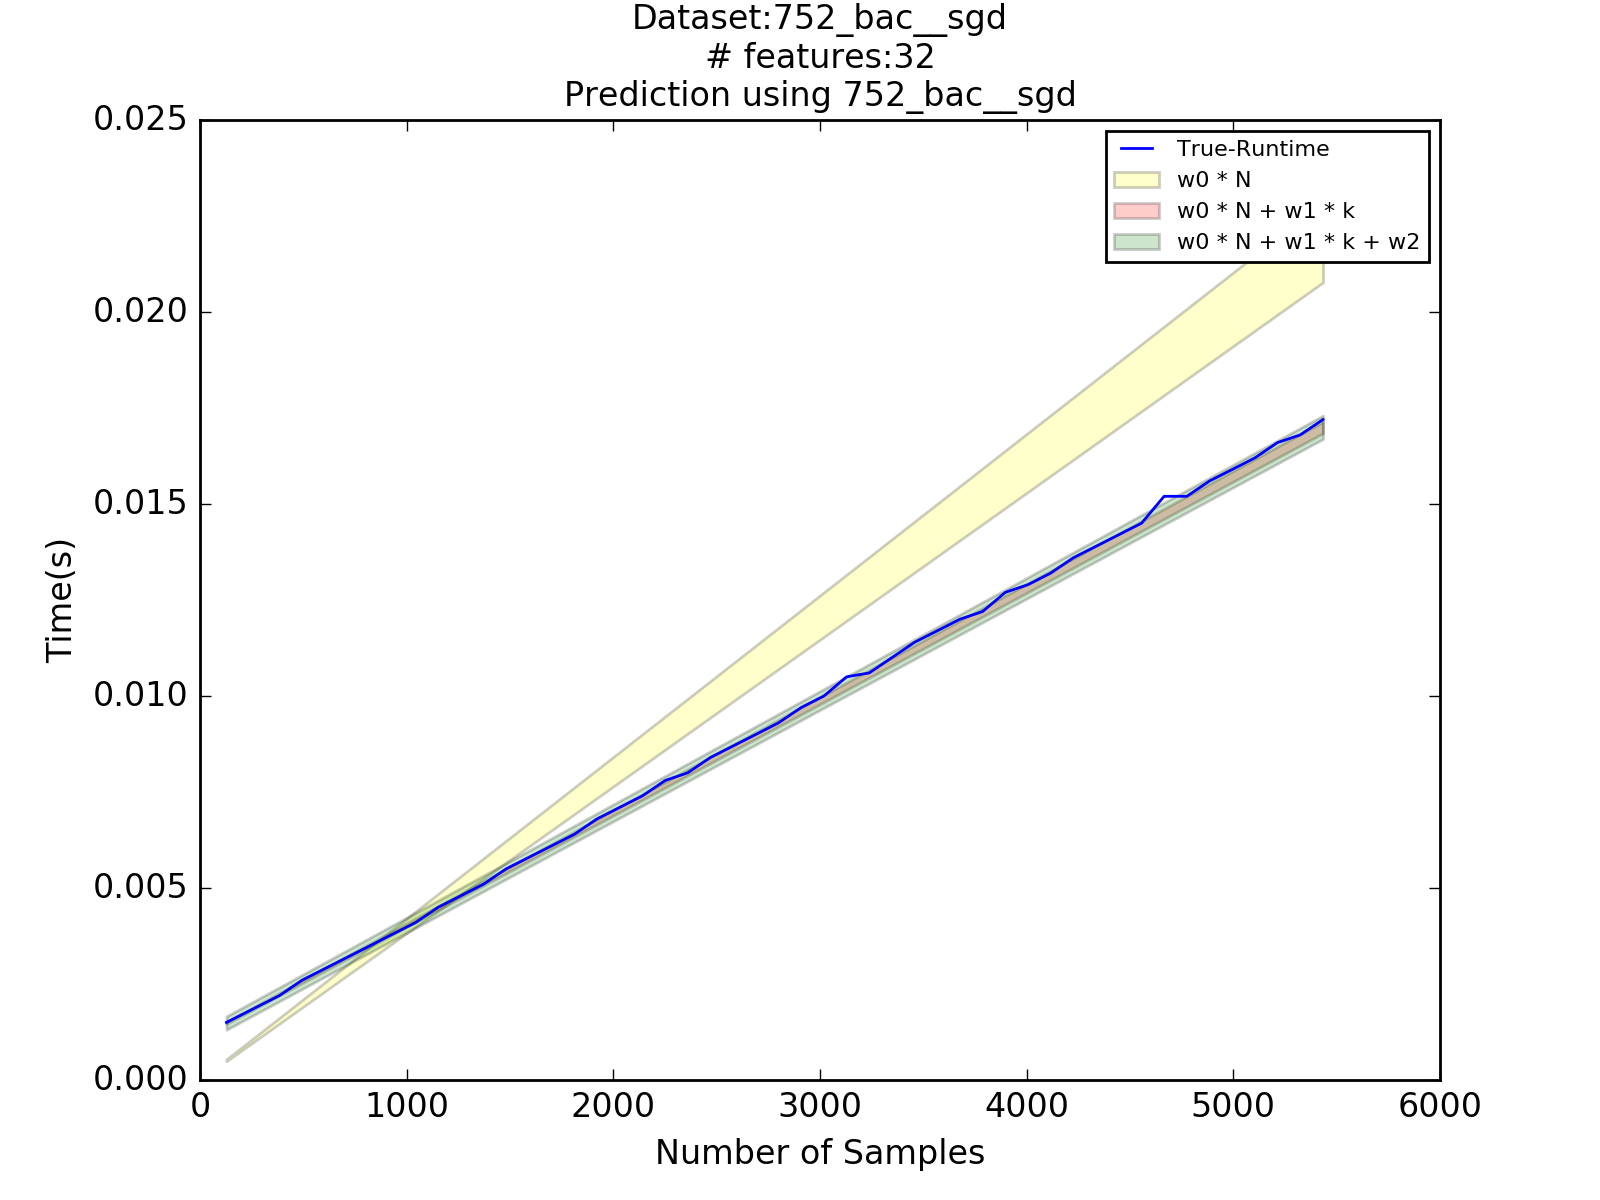 Dataset:752_bac__sgd
# features:32
Prediction using 752_bac__sgd
0.025
0.020
0.015
0.010
0.005
0.000
Time(s)
True-Runtime
w0 * N
w0 * N + w1 * k
w0 * N + w1 * k + w2
0 1000 2000 3000 4000 5000 6000
Number of Samples